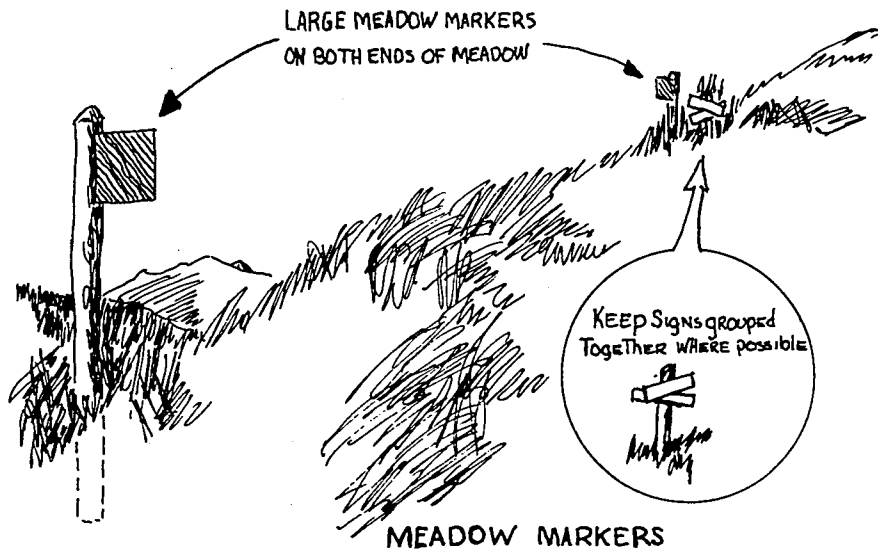 LARGE MEADOW MARKERS
ON BOTH ENDS OF MEADOW
KEEP SIGNS grouped
TOGETHER WHERE possible
MEADOW MARKERS